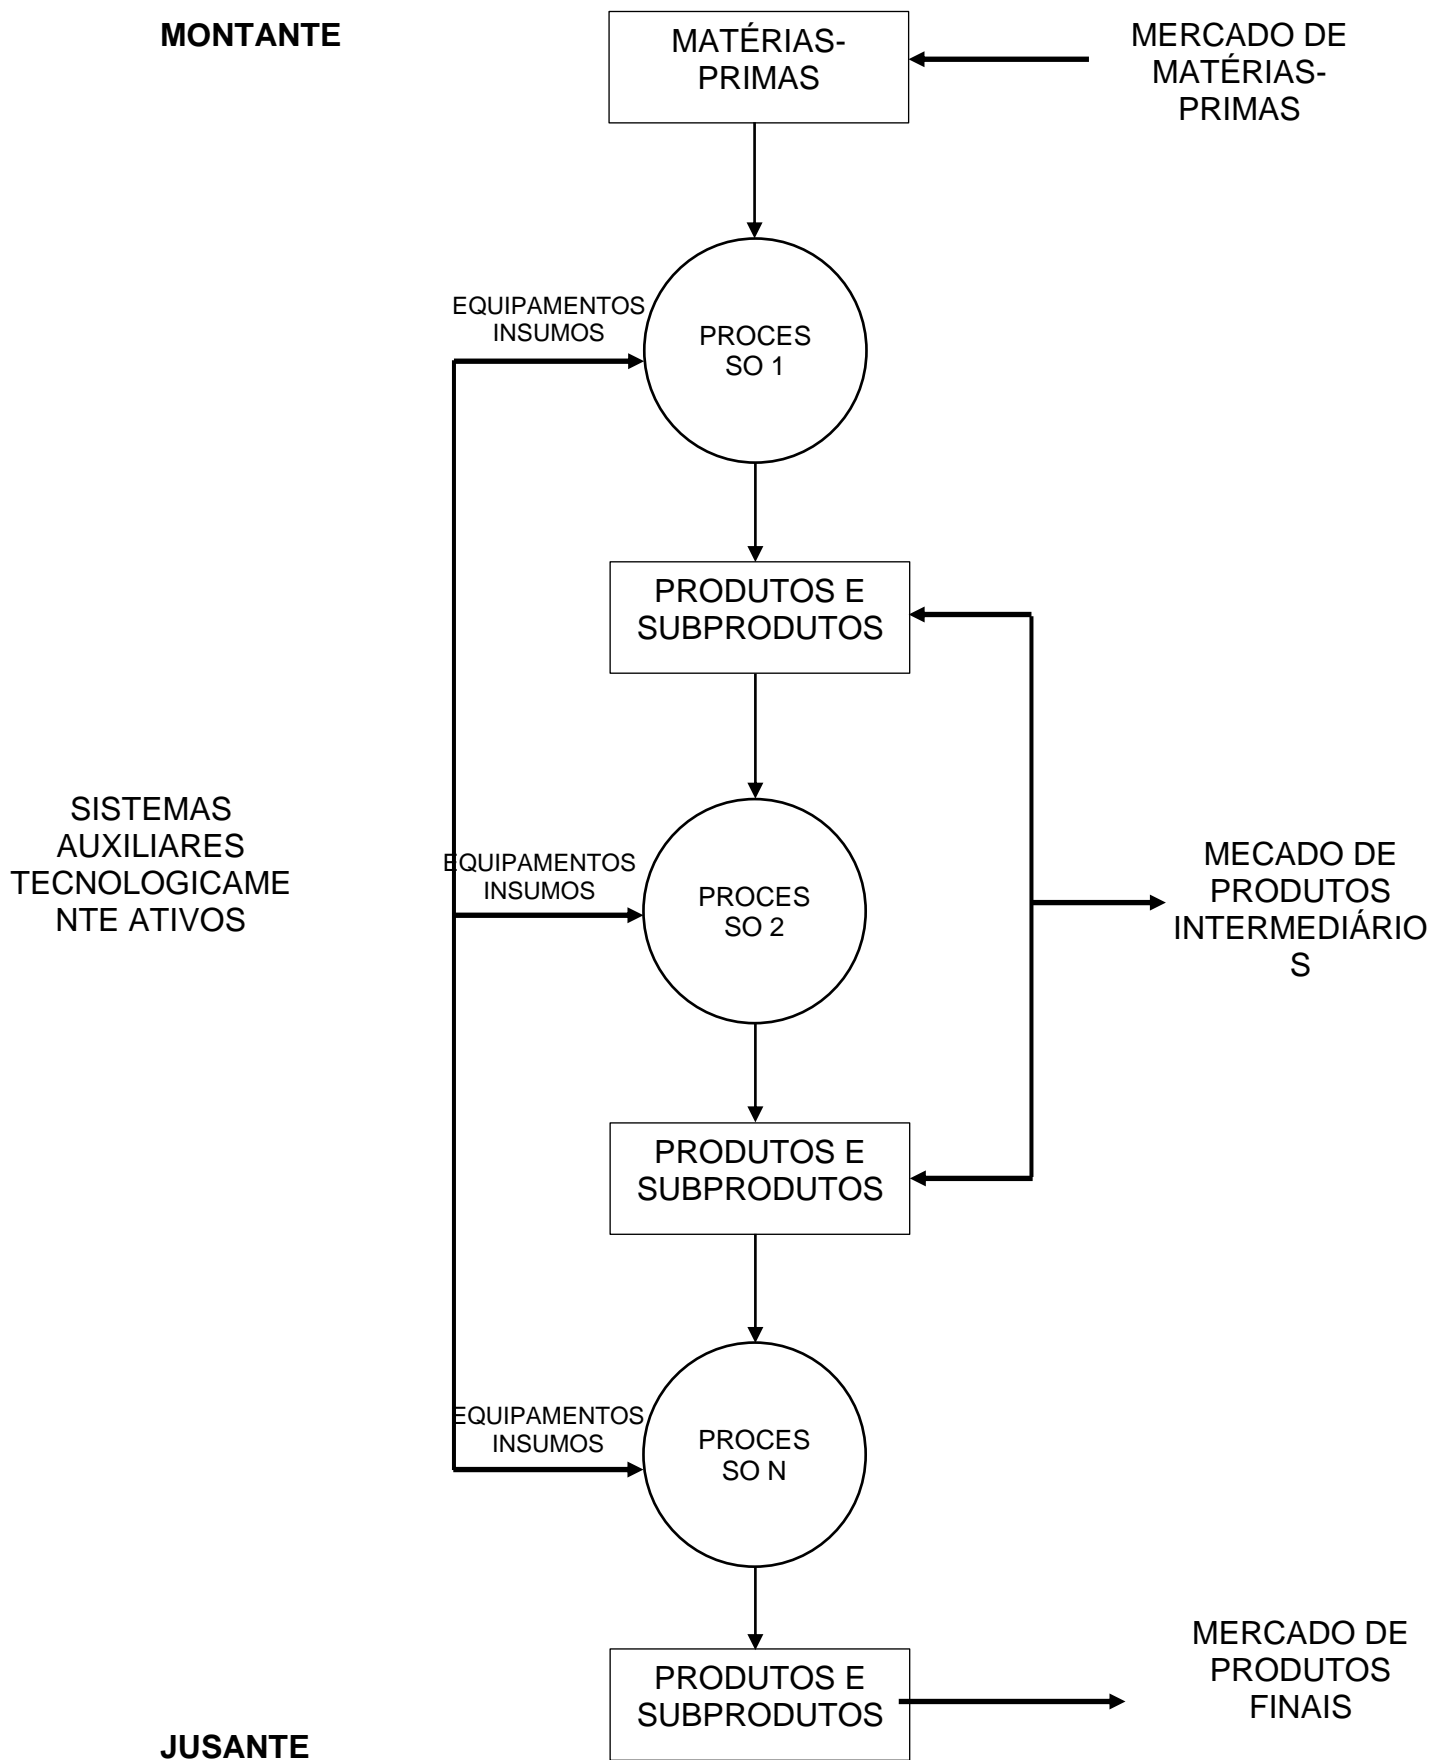 MONTANTE
MATÉRIAS-
PRIMAS
MERCADO DE
MATÉRIAS-
PRIMAS
EQUIPAMENTOS
INSUMOS
PROCES
SO 1
PRODUTOS E
SUBPRODUTOS
SISTEMAS
AUXILIARES
TECNOLOGICAME
NTE ATIVOS
EQUIPAMENTOS
INSUMOS
PROCES
SO 2
MECADO DE
PRODUTOS
INTERMEDIÁRIO
S
PRODUTOS E
SUBPRODUTOS
EQUIPAMENTOS
INSUMOS
PROCES
SO N
PRODUTOS E
SUBPRODUTOS
MERCADO DE
PRODUTOS
FINAIS
JUSANTE